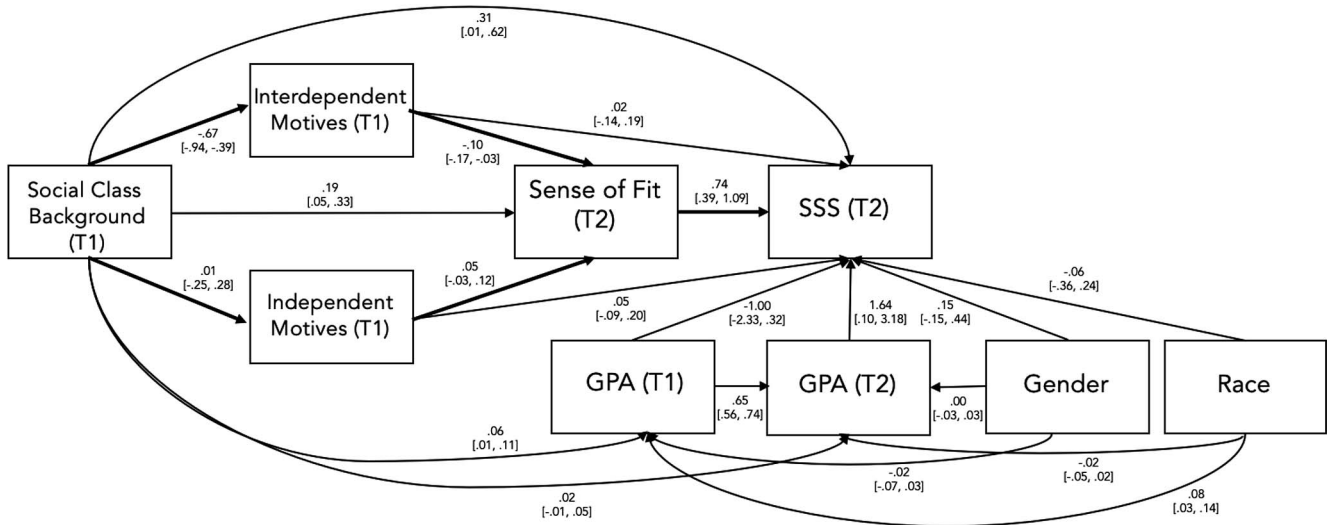 .31
[.01, .62]
Interdependent
Motives (T1)
.02
[-.14, .19]
-.67
[-.94, -.39]
-.10
[-.17, -.03]
Social Class
Background
(T1)
.19
[.05, .33]
Sense of Fit
(T2)
.74
[.39, 1.09]
SSS (T2)
.01
[-.25, .28]
.05
[-.03, .12]
Independent
Motives (T1)
.05
[-.09, .20]
-1.00
[-2.33, .32]
1.64
[.10, 3.18]
.15
[-.15, .44]
-.06
[-.36, .24]
GPA (T1)
.65
[.56, .74]
GPA (T2)
.00
[-.03, .03]
Gender
Race
.06
[.01, .11]
.02
[-.01, .05]
-.02
[-.07, .03]
-.02
[-.05, .02]
.08
[.03, .14]